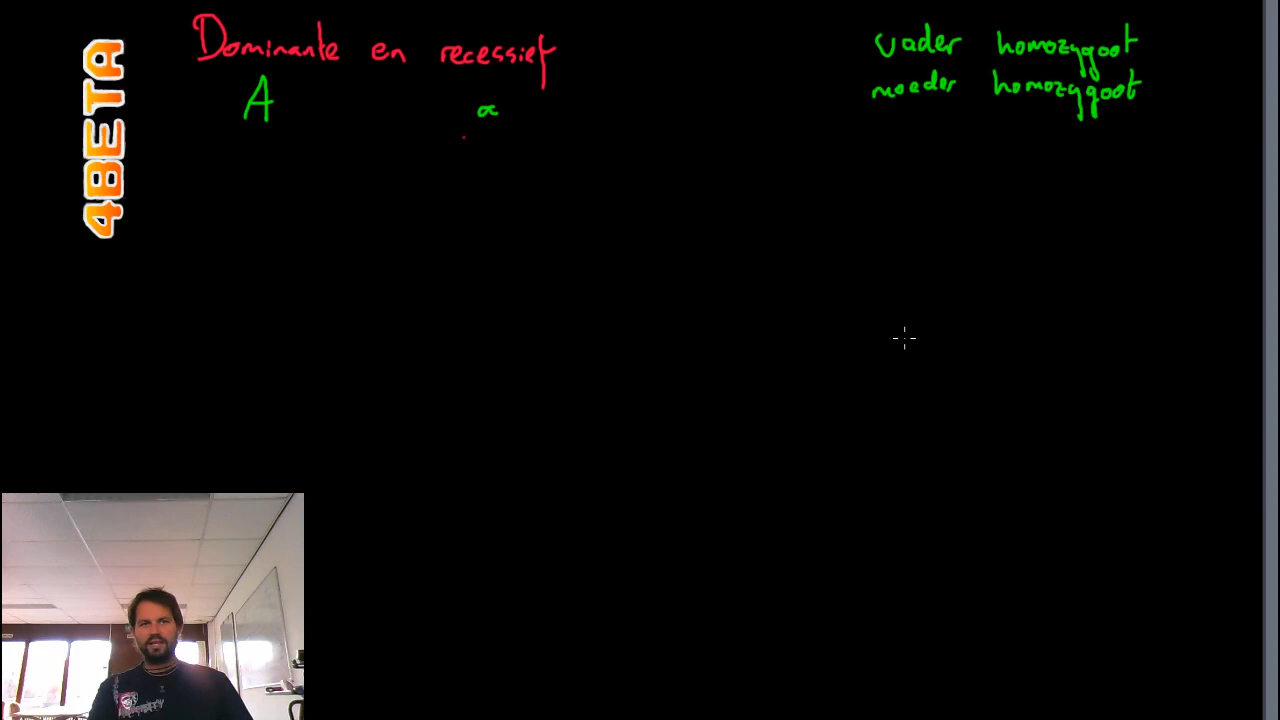 Dominante en recessief
A a
vader homozygoot
moeder homozygoot
4BETA